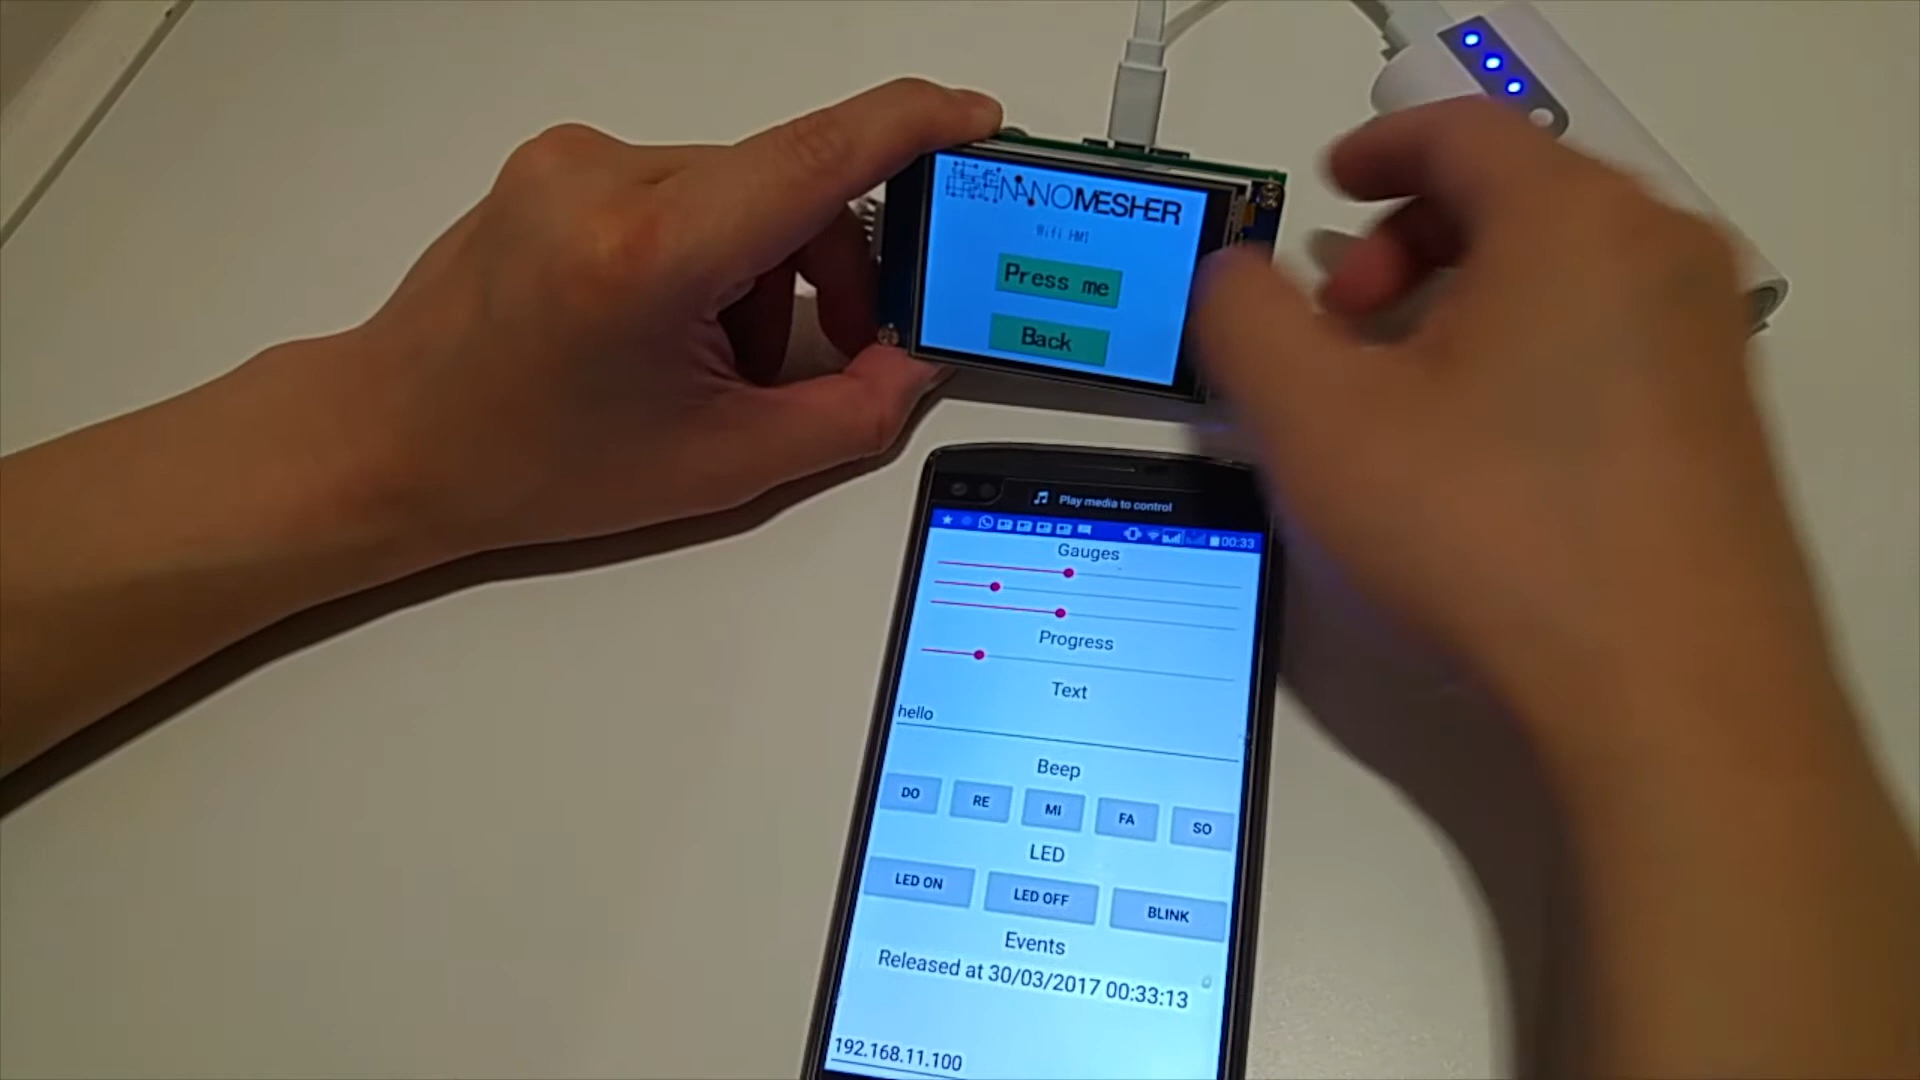 NANOMESHER
Wifi HMI
Press me
Back
Play media to control
00:33
Gauges
Progress
Text
hello
Beep
DO RE MI FA SO
LED
LED ON LED OFF BLINK
Events
Released at 30/03/2017 00:33:13
192.168.11.100